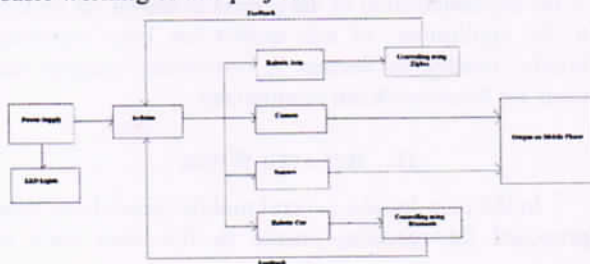 Feedback
Robotic Arm
Controlling using
Zigbee
Power Supply
Arduino
Camera
Output on Mobile Phone
LED Lights
Sensors
Robotic Car
Controlling using
Bluetooth
Feedback